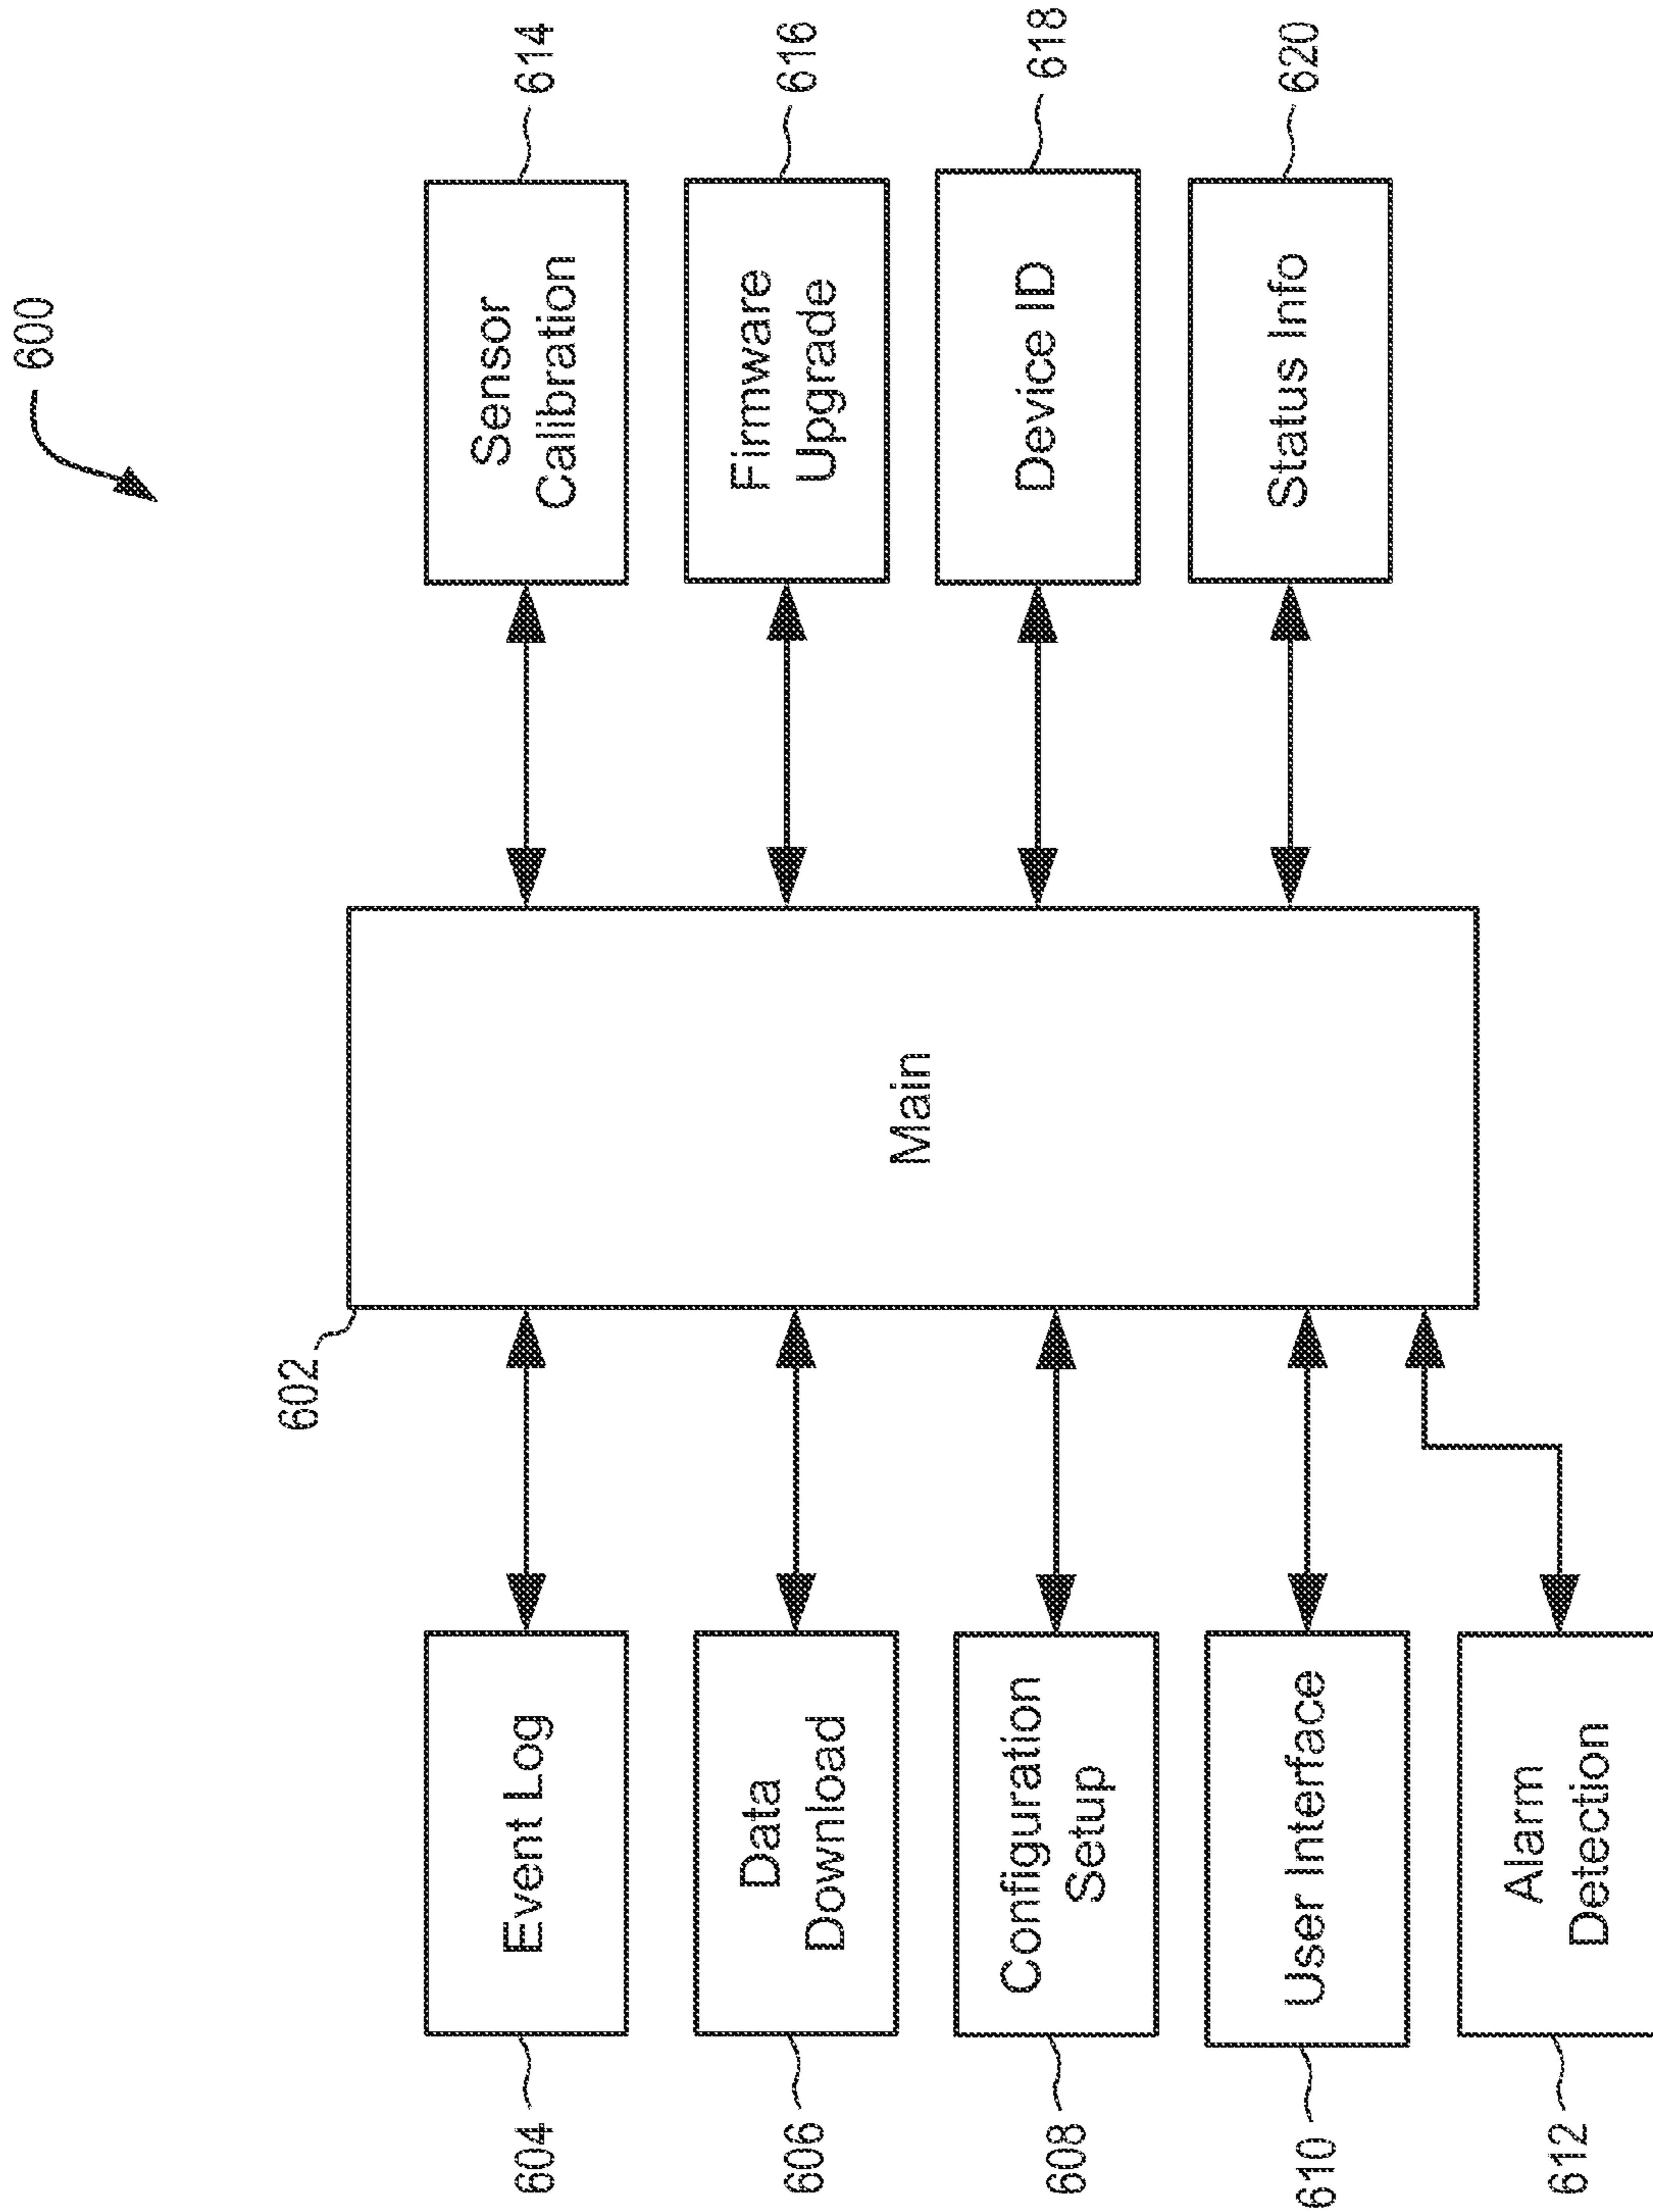 600
602
Main
604
Event Log
606
Data
Download
608
Configuration
Setup
610
User Interface
612
Alarm
Detection
Sensor
Calibration
614
Firmware
Upgrade
616
Device ID
618
Status Info
620